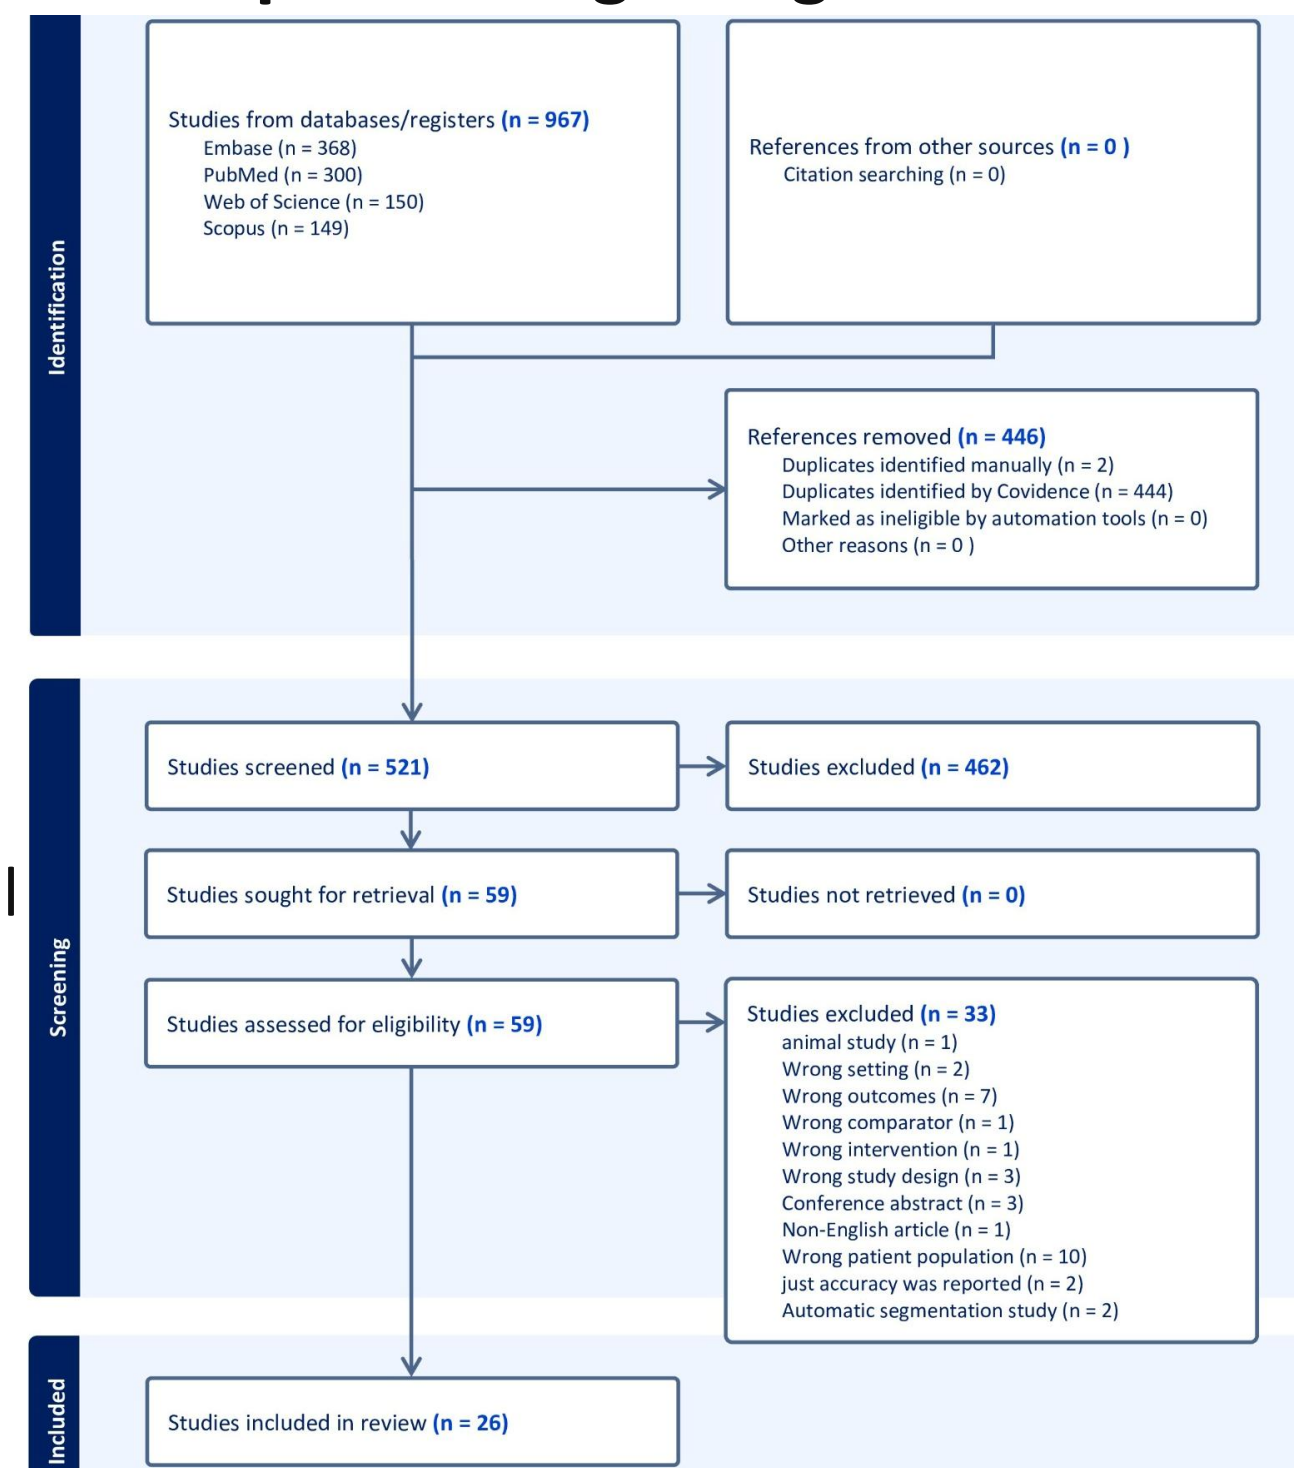 Identification
Studies from databases/registers (n = 967)
Embase (n = 368)
PubMed (n = 300)
Web of Science (n = 150)
Scopus (n = 149)
References from other sources (n = 0 )
Citation searching (n = 0)
References removed (n = 446)
Duplicates identified manually (n = 2)
Duplicates identified by Covidence (n = 444)
Marked as ineligible by automation tools (n = 0)
Other reasons (n = 0 )
Screening
Studies screened (n = 521)
Studies excluded (n = 462)
Studies sought for retrieval (n = 59)
Studies not retrieved (n = 0)
Studies assessed for eligibility (n = 59)
Studies excluded (n = 33)
animal study (n = 1)
Wrong setting (n = 2)
Wrong outcomes (n = 7)
Wrong comparator (n = 1)
Wrong intervention (n = 1)
Wrong study design (n = 3)
Conference abstract (n = 3)
Non-English article (n = 1)
Wrong patient population (n = 10)
just accuracy was reported (n = 2)
Automatic segmentation study (n = 2)
Included
Studies included in review (n = 26)